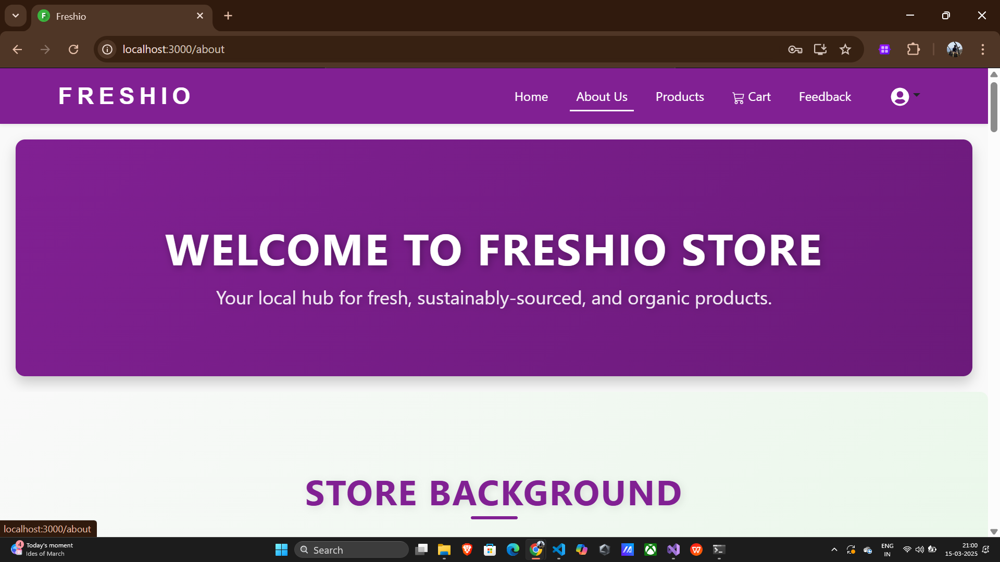 F
Freshio
localhost:3000/about
FRESHIO
Home
About Us
Products
Cart
Feedback
WELCOME TO FRESHIO STORE
Your local hub for fresh, sustainably-sourced, and organic products.
STORE BACKGROUND
localhost:3000/about
4
Today's moment
Ides of March
Search
ENG
IN
21:00
15-03-2025